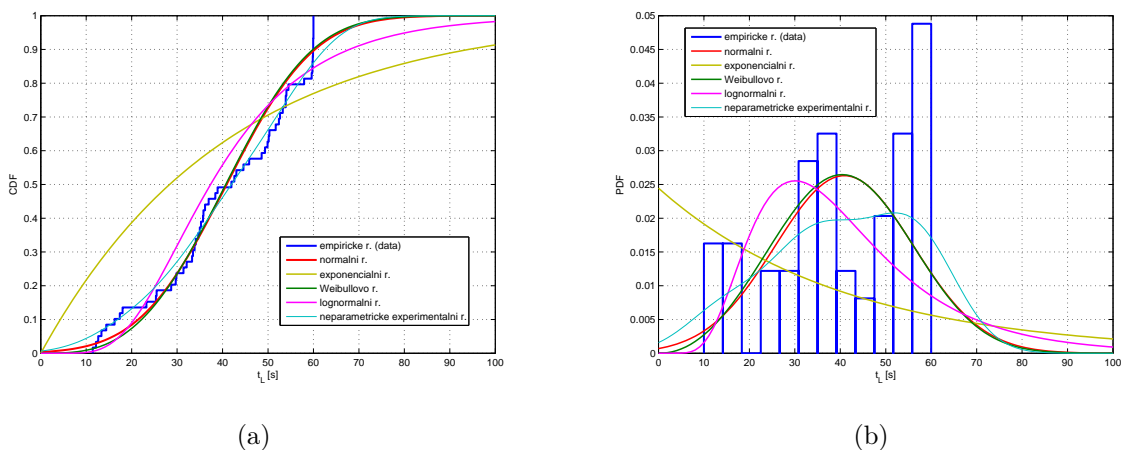 1
0.9
0.8
0.7
0.6
0.5
0.4
0.3
0.2
0.1
0
CDF
empiricke r. (data)
normalni r.
exponencialni r.
Weibullovo r.
lognormalni r.
neparametricke experimentalni r.
0 10 20 30 40 50 60 70 80 90 100
t_L [s]
(a)
0.05
0.045
0.04
0.035
0.03
0.025
0.02
0.015
0.01
0.005
0
PDF
empiricke r. (data)
normalni r.
exponencialni r.
Weibullovo r.
lognormalni r.
neparametricke experimentalni r.
0 10 20 30 40 50 60 70 80 90 100
t_L [s]
(b)